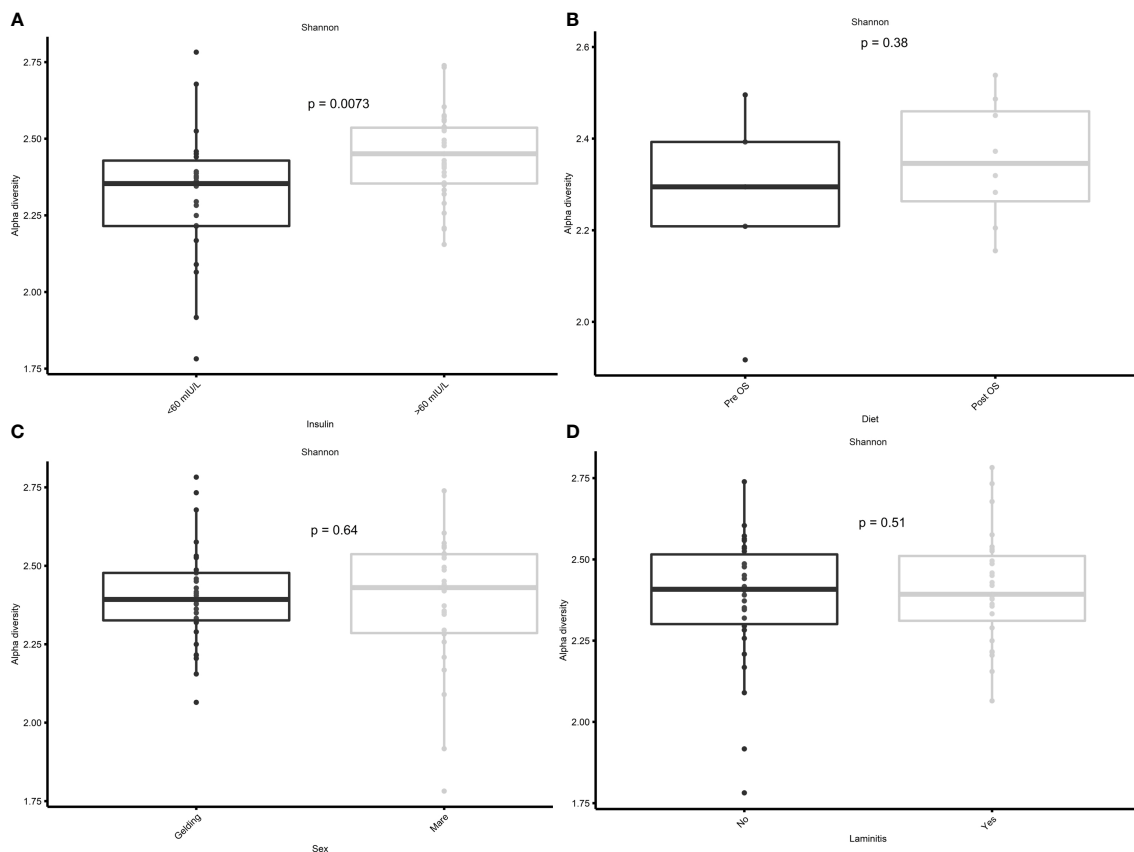 A
Shannon
2.75
2.50
2.25
2.00
1.75
Alpha diversity
p = 0.0073
<60 mIU/L
>60 mIU/L
Insulin
B
Shannon
p = 0.38
2.6
2.4
2.2
2.0
Alpha diversity
Pre OS
Post OS
Diet
C
Shannon
2.75
2.50
2.25
2.00
1.75
Alpha diversity
p = 0.64
Gelding
Mare
Sex
D
Shannon
2.75
2.50
2.25
2.00
1.75
Alpha diversity
p = 0.51
No
Yes
Laminitis